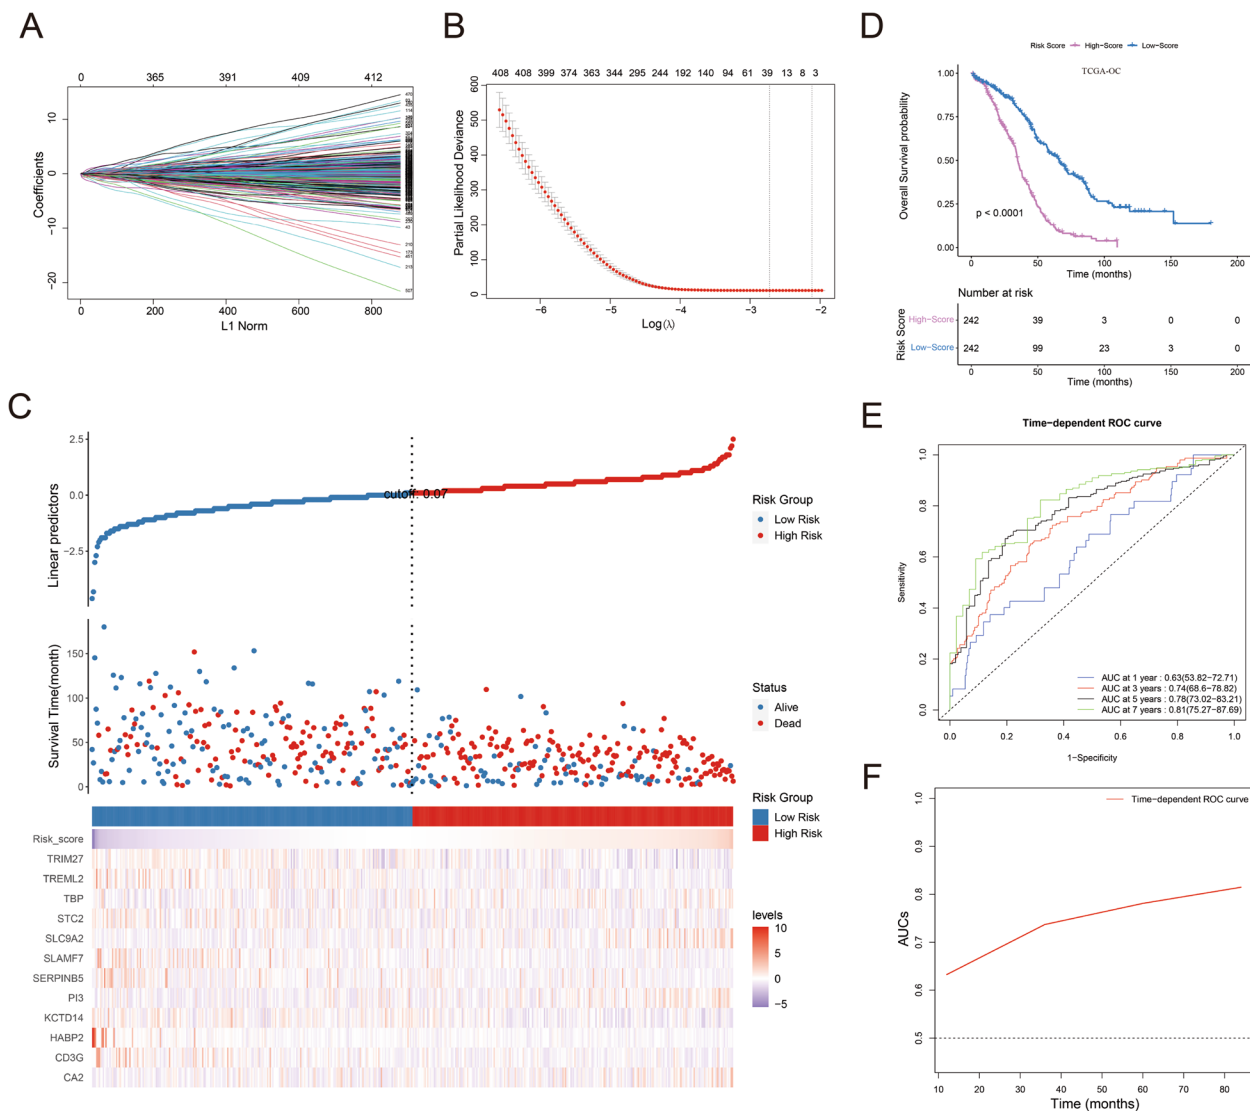 A
0 365 391 409 412
Coefficients
10
0
−10
−20
470
114
43
210
173
451
213
507
0 200 400 600 800
L1 Norm
B
408 408 399 374 363 344 295 244 192 140 94 61 39 13 8 3
Partial Likelihood Deviance
600
500
400
300
200
100
0
−6 −5 −4 −3 −2
Log(λ)
D
Risk Score High−Score Low−Score
TCGA-OC
Overall Survival probability
1.00
0.75
0.50
0.25
0.00
p < 0.0001
0 50 100 150 200
Time (months)
Number at risk
Risk Score
High−Score 242 39 3 0 0
Low−Score 242 99 23 3 0
0 50 100 150 200
Time (months)
C
Linear predictors
2.5
0.0
−2.5
cutoff: 0.07
Risk Group
Low Risk
High Risk
Survival Time(month)
150
100
50
0
Status
Alive
Dead
Risk Group
Low Risk
High Risk
Risk_score
TRIM27
TREML2
TBP
STC2
SLC9A2
SLAMF7
SERPINB5
PI3
KCTD14
HABP2
CD3G
CA2
levels
10
5
0
−5
E
Time−dependent ROC curve
Sensitivity
1.0
0.8
0.6
0.4
0.2
0.0
AUC at 1 year : 0.63(53.82−72.71)
AUC at 3 years : 0.74(68.6−78.82)
AUC at 5 years : 0.78(73.02−83.21)
AUC at 7 years : 0.81(75.27−87.69)
0.0 0.2 0.4 0.6 0.8 1.0
1−Specificity
F
Time−dependent ROC curve
AUCs
1.0
0.9
0.8
0.7
0.6
0.5
10 20 30 40 50 60 70 80
Time (months)